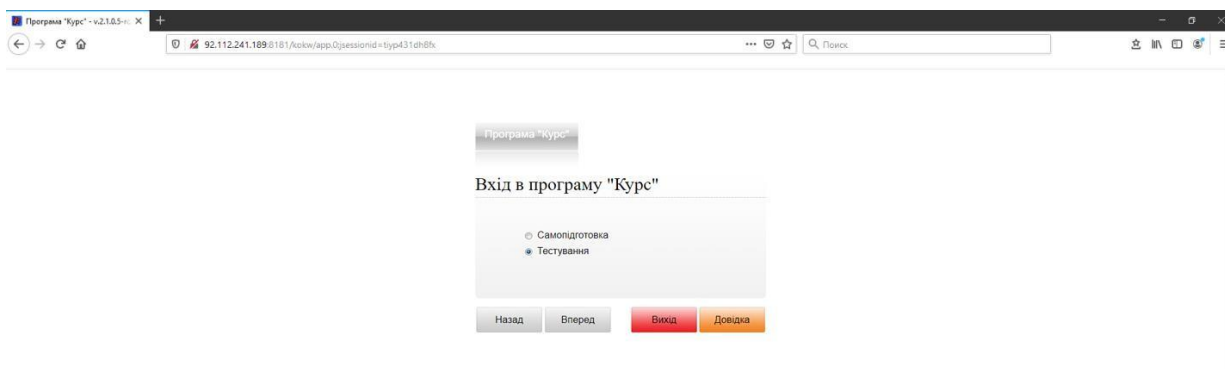 Програма "Курс" - v.2.1.0.5-rc
92.112.241.189:8181/kokw/app.0;jsessionid=tiyp431dh8fx
Поиск
Програма "Курс"
Вхід в програму "Курс"
Самопідготовка
Тестування
Назад Вперед Вихід Довідка